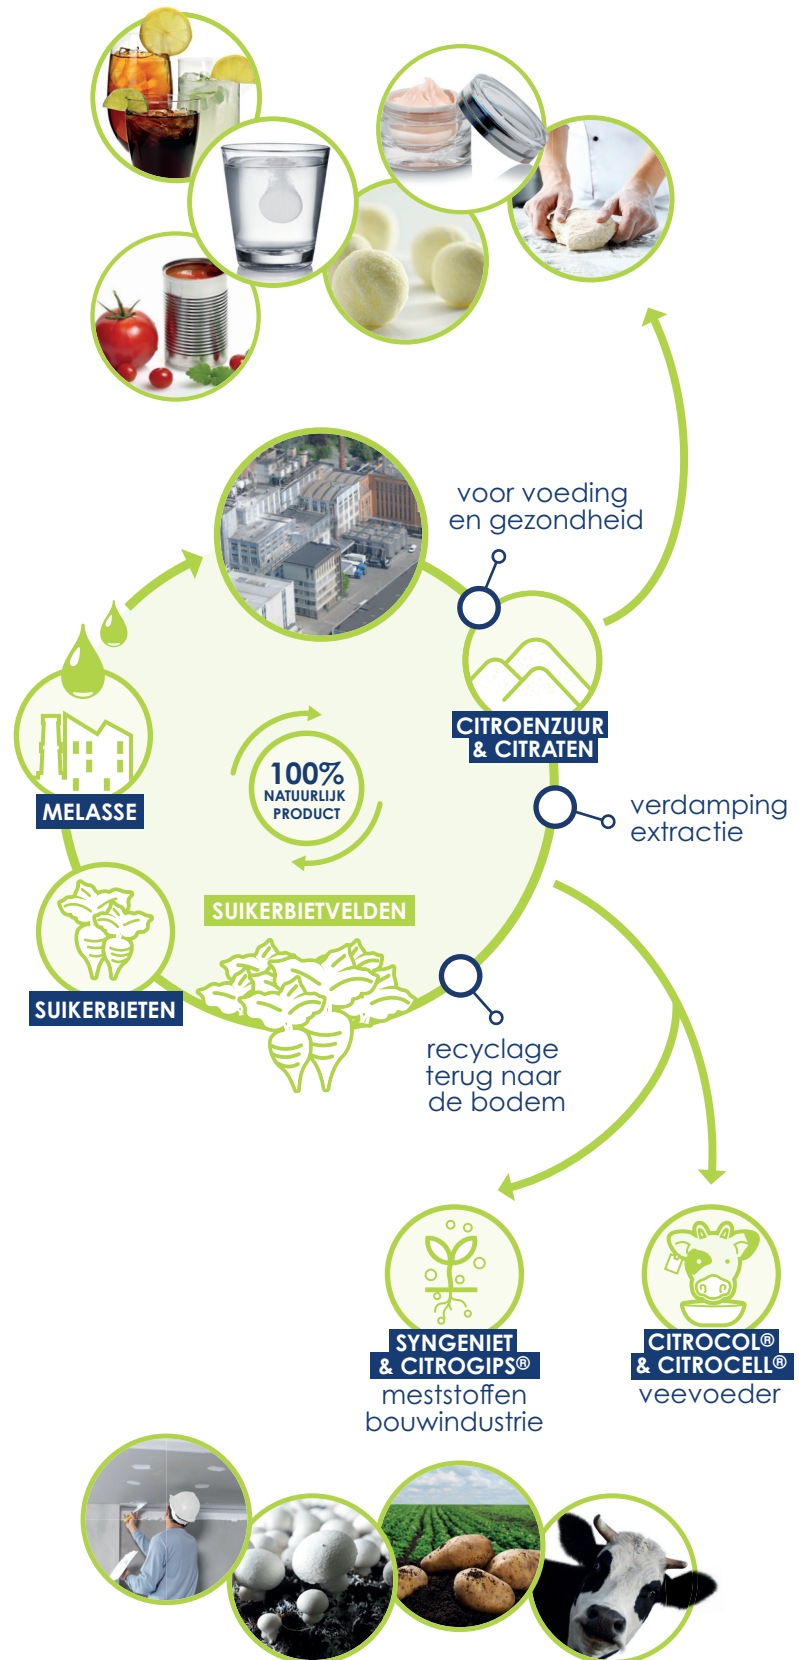 voor voeding
en gezondheid
CITROENZUUR
& CITRATEN
MELASSE
100%
NATUURLIJK
PRODUCT
verdamping
extractie
SUIKERBIETVELDEN
SUIKERBIETEN
recyclage
terug naar
de bodem
SYNGENIET
& CITROGIPS®
meststoffen
bouwindustrie
CITROCOL®
& CITROCELL®
veevoeder